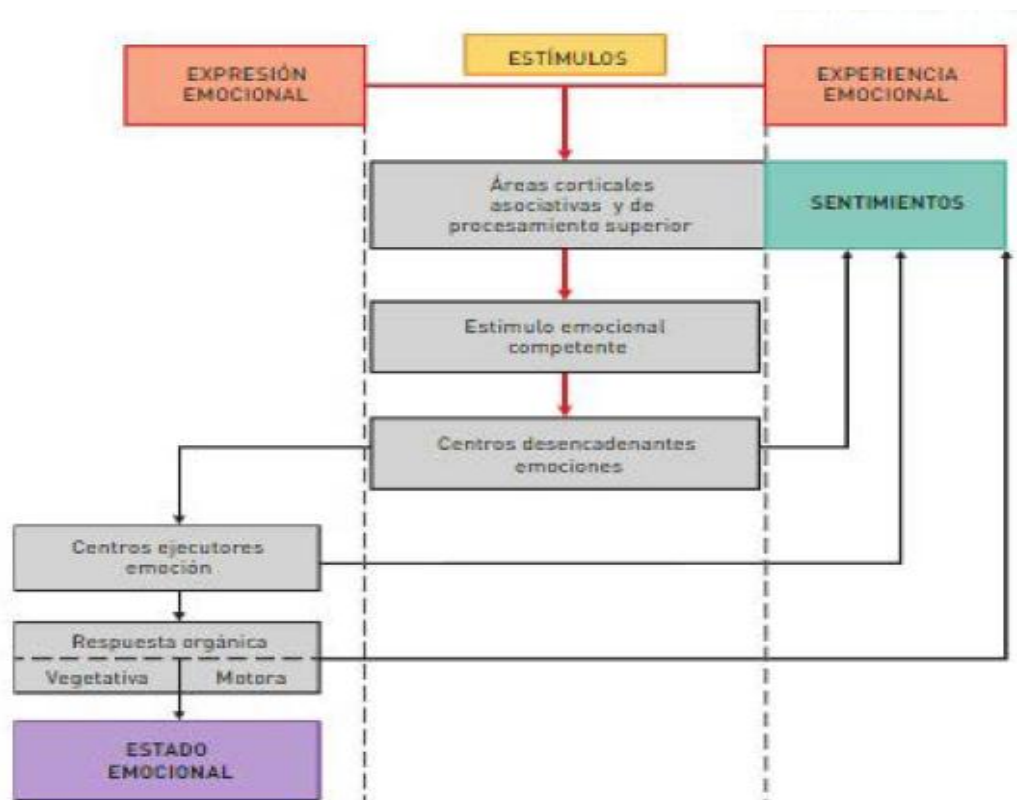 EXPRESIÓN
EMOCIONAL
ESTÍMULOS
EXPERIENCIA
EMOCIONAL
Áreas corticales
asociativas y de
procesamiento superior
SENTIMIENTOS
Estímulo emocional
competente
Centros desencadenantes
emociones
Centros ejecutores
emoción
Respuesta orgánica
Vegetativa
Motora
ESTADO
EMOCIONAL